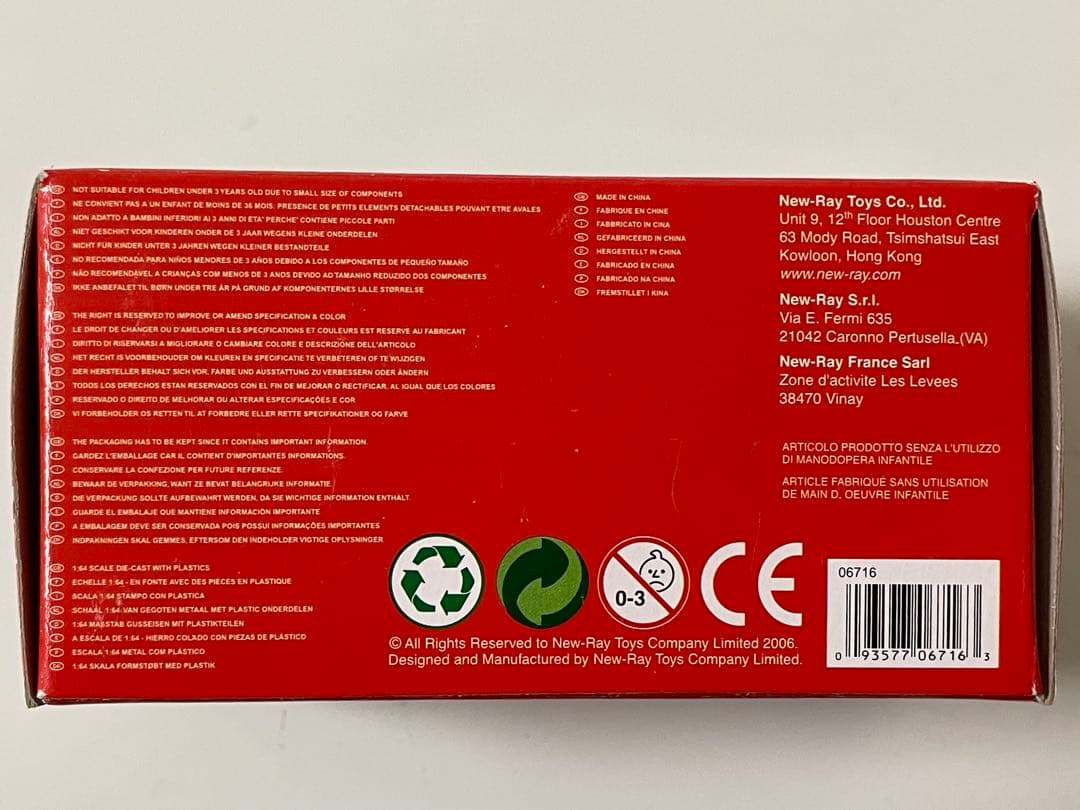 GB NOT SUITABLE FOR CHILDREN UNDER 3 YEARS OLD DUE TO SMALL SIZE OF COMPONENTS
F NE CONVIENT PAS A UN ENFANT DE MOINS DE 36 MOIS: PRESENCE DE PETITS ELEMENTS DETACHABLES POUVANT ETRE AVALES
I NON ADATTO A BAMBINI INFERIORI AI 3 ANNI DI ETA' PERCHE' CONTIENE PICCOLE PARTI
NL NIET GESCHIKT VOOR KINDEREN ONDER DE 3 JAAR WEGENS KLEINE ONDERDELEN
D NICHT FÜR KINDER UNTER 3 JAHREN WEGEN KLEINER BESTANDTEILE
E NO RECOMENDADA PARA NIÑOS MENORES DE 3 AÑOS DEBIDO A LOS COMPONENTES DE PEQUEÑO TAMAÑO
P NÃO RECOMENDÁVEL A CRIANÇAS COM MENOS DE 3 ANOS DEVIDO AO TAMANHO REDUZIDO DOS COMPONENTES
DK IKKE ANBEFALET TIL BØRN UNDER TRE ÅR PÅ GRUND AF KOMPONENTERNES LILLE STØRRELSE
GB THE RIGHT IS RESERVED TO IMPROVE OR AMEND SPECIFICATION & COLOR
F LE DROIT DE CHANGER OU D'AMELIORER LES SPECIFICATIONS ET COULEURS EST RESERVE AU FABRICANT
I DIRITTO DI RISERVARSI A MIGLIORARE O CAMBIARE COLORE E DESCRIZIONE DELL'ARTICOLO
NL HET RECHT IS VOORBEHOUDER OM KLEUREN EN SPECIFICATIE TE VERBETEREN OF TE WIJZIGEN
D DER HERSTELLER BEHALT SICH VOR, FARBE UND AUSSTATTUNG ZU VERBESSERN ODER ÄNDERN
E TODOS LOS DERECHOS ESTAN RESERVADOS CON EL FIN DE MEJORAR O RECTIFICAR, AL IGUAL QUE LOS COLORES
P RESERVADO O DIREITO DE MELHORAR OU ALTERAR ESPECIFICAÇÕES E COR
DK VI FORBEHOLDER OS RETTEN TIL AT FORBEDRE ELLER RETTE SPECIFIKATIONER OG FARVE
GB THE PACKAGING HAS TO BE KEPT SINCE IT CONTAINS IMPORTANT INFORMATION.
F GARDEZ L'EMBALLAGE CAR IL CONTIENT D'IMPORTANTES INFORMATIONS.
I CONSERVARE LA CONFEZIONE PER FUTURE REFERENZE.
NL BEWAAR DE VERPAKKING, WANT ZE BEVAT BELANGRIJKE INFORMATIE
D DIE VERPACKUNG SOLLTE AUFBEWAHRT WERDEN, DA SIE WICHTIGE INFORMATION ENTHALT.
E GUARDE EL EMBALAJE QUE MANTIENE INFORMACION IMPORTANTE
P A EMBALAGEM DEVE SER CONSERVADA POIS POSSUI INFORMAÇÕES IMPORTANTES
DK INDPAKNINGEN SKAL GEMMES, EFTERSOM DEN INDEHOLDER VIGTIGE OPLYSNINGER
GB 1:64 SCALE DIE-CAST WITH PLASTICS
F ECHELLE 1:64 - EN FONTE AVEC DES PIECES EN PLASTIQUE
I SCALA 1:64 STAMPO CON PLASTICA
NL SCHAAL 1:64 VAN GEGOTEN METAAL MET PLASTIC ONDERDELEN
D 1:64 MAßSTAB GUSSEISEN MIT PLASTIKTEILEN
E A ESCALA DE 1:64 - HIERRO COLADO CON PIEZAS DE PLÁSTICO
P ESCALA 1:64 METAL COM PLÁSTICO
DK 1:64 SKALA FORMSTØBT MED PLASTIK
GB MADE IN CHINA
F FABRIQUE EN CHINE
I FABBRICATO IN CINA
NL GEFABRICEERD IN CHINA
D HERGESTELLT IN CHINA
E FABRICADO EN CHINA
P FABRICADO NA CHINA
DK FREMSTILLET I KINA
New-Ray Toys Co., Ltd.
Unit 9, 12th Floor Houston Centre
63 Mody Road, Tsimshatsui East
Kowloon, Hong Kong
www.new-ray.com
New-Ray S.r.l.
Via E. Fermi 635
21042 Caronno Pertusella.(VA)
New-Ray France Sarl
Zone d'activite Les Levees
38470 Vinay
ARTICOLO PRODOTTO SENZA L'UTILIZZO
DI MANODOPERA INFANTILE
ARTICLE FABRIQUÉ SANS UTILISATION
DE MAIN D, OEUVRE INFANTILE
0-3
CE
© All Rights Reserved to New-Ray Toys Company Limited 2006.
Designed and Manufactured by New-Ray Toys Company Limited.
06716
0 93577 06716 3